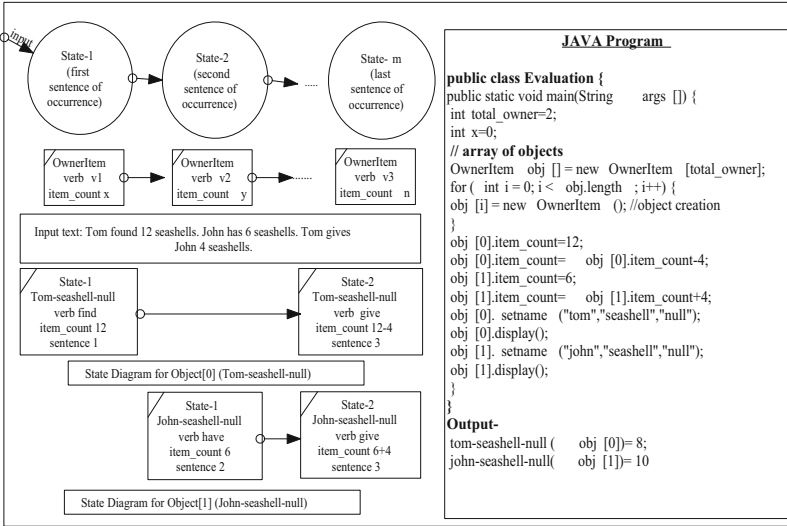 input
State-1
(first
sentence of
occurrence)
State-2
(second
sentence of
occurrence)
.....
State- m
(last
sentence of
occurrence)
OwnerItem
verb v1
item_count x
OwnerItem
verb v2
item_count y
.......
OwnerItem
verb v3
item_count n
Input text: Tom found 12 seashells. John has 6 seashells. Tom gives
John 4 seashells.
State-1
Tom-seashell-null
verb find
item_count 12
sentence 1
State-2
Tom-seashell-null
verb give
item_count 12-4
sentence 3
State Diagram for Object[0] (Tom-seashell-null)
State-1
John-seashell-null
verb have
item_count 6
sentence 2
State-2
John-seashell-null
verb give
item_count 6+4
sentence 3
State Diagram for Object[1] (John-seashell-null)
JAVA Program
public class Evaluation {
public static void main(String args []) {
int total_owner=2;
int x=0;
// array of objects
OwnerItem obj [] = new OwnerItem [total_owner];
for ( int i = 0; i < obj.length ; i++) {
obj [i] = new OwnerItem (); //object creation
}
obj [0].item_count=12;
obj [0].item_count= obj [0].item_count-4;
obj [1].item_count=6;
obj [1].item_count= obj [1].item_count+4;
obj [0]. setname ("tom","seashell","null");
obj [0].display();
obj [1]. setname ("john","seashell","null");
obj [1].display();
}
}
Output-
tom-seashell-null ( obj [0])= 8;
john-seashell-null( obj [1])= 10